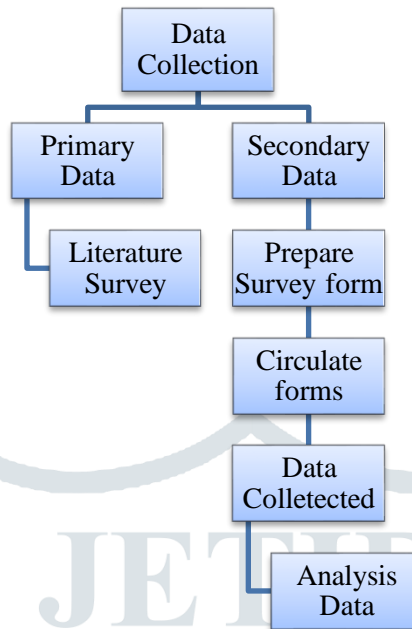 Data
Collection
Primary
Data
Secondary
Data
Literature
Survey
Prepare
Survey form
Circulate
forms
Data
Colletected
Analysis
Data
JETIR